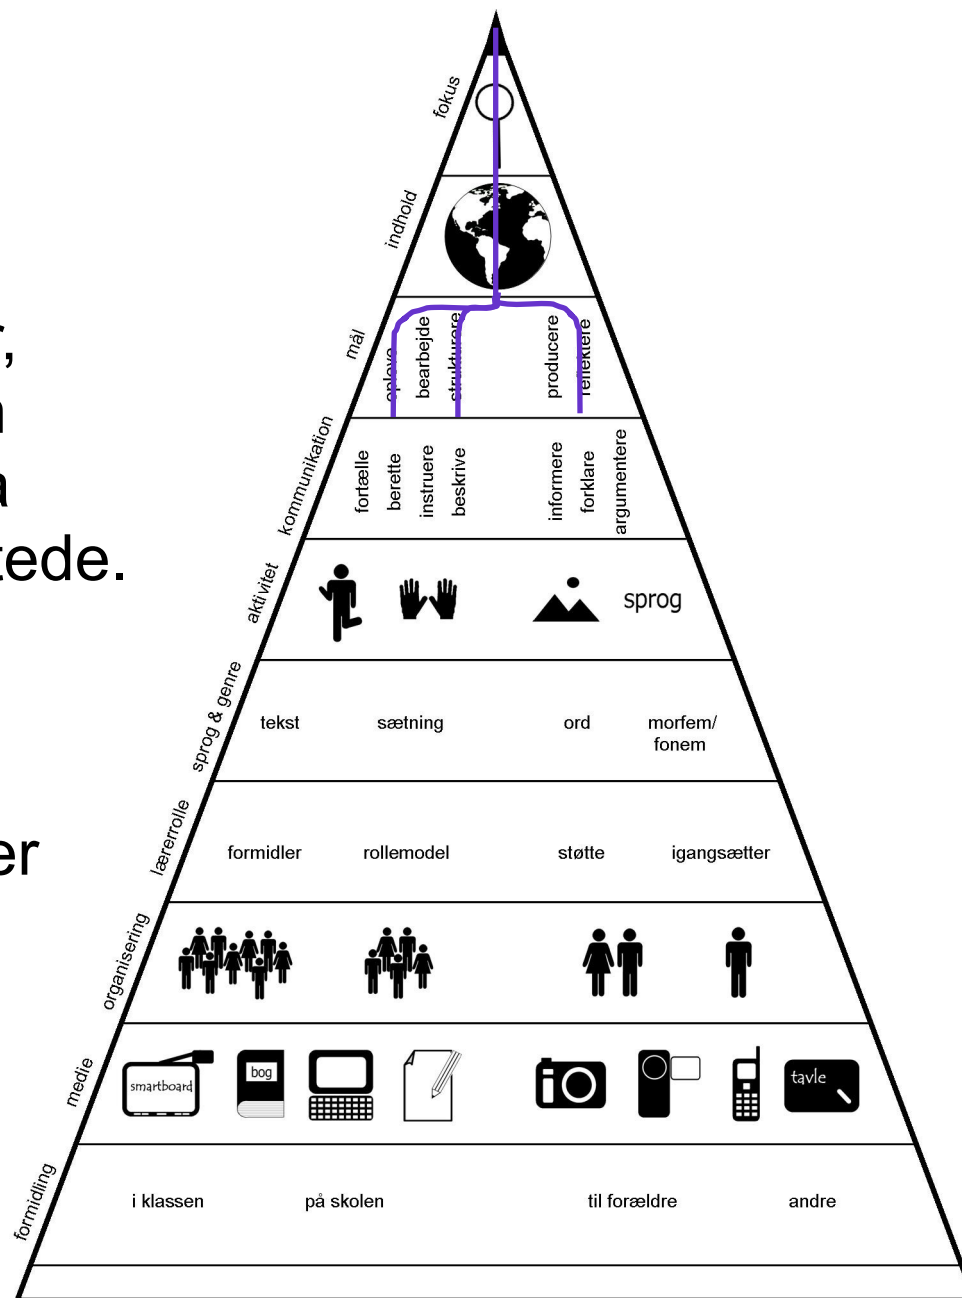 fokus
indhold
mål
opleve bearbejde strukturere producere reflektere
kommunikation
fortælle berette instruere beskrive informere forklare argumentere
aktivitet
sprog
sprog & genre
tekst sætning ord morfem/
fonem
lærerrolle
formidler rollemodel støtte igangsætter
organisering
medie
smartboard bog tavle
formidling
i klassen på skolen til forældre andre